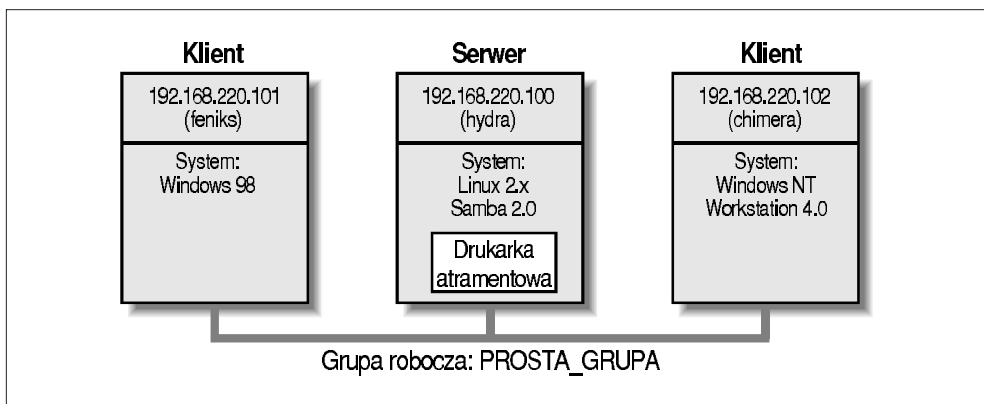 Klient
192.168.220.101
(feniks)
System:
Windows 98
Serwer
192.168.220.100
(hydra)
System:
Linux 2.x
Samba 2.0
Drukarka
atramentowa
Klient
192.168.220.102
(chimera)
System:
Windows NT
Workstation 4.0
Grupa robocza: PROSTA_GRUPA